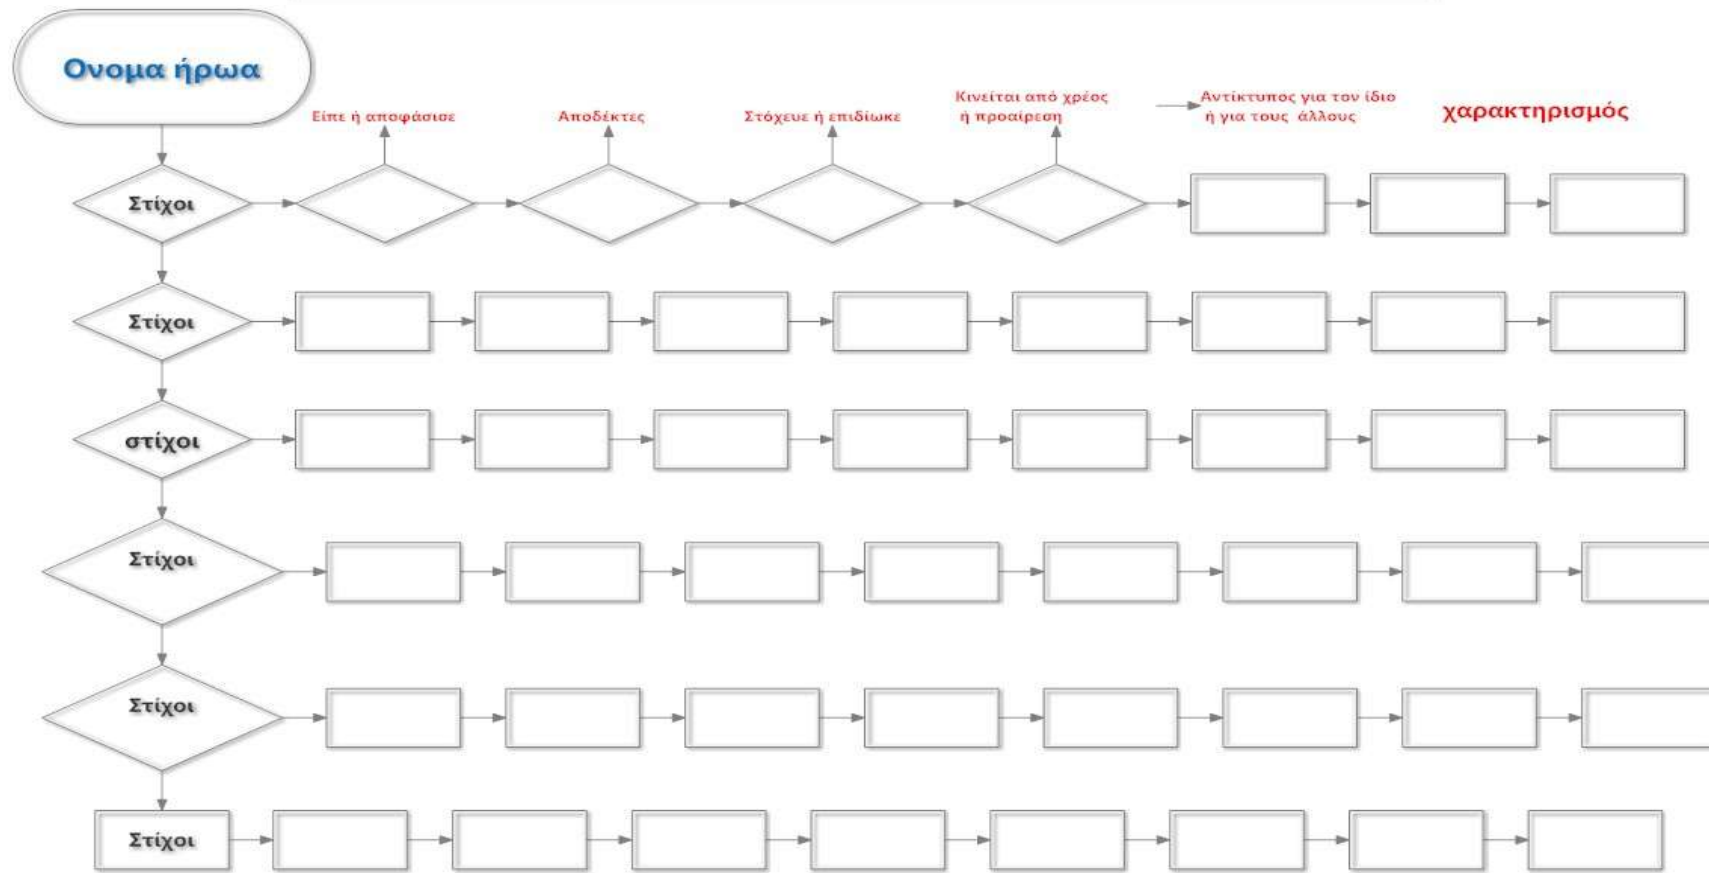 Ονομα ήρωα
Είπε ή αποφάσισε
Αποδέκτες
Στόχευε ή επιδίωκε
Κινείται από χρέος
ή προαίρεση
Αντίκτυπος για τον ίδιο
ή για τους άλλους
χαρακτηρισμός
Στίχοι
Στίχοι
στίχοι
Στίχοι
Στίχοι
Στίχοι